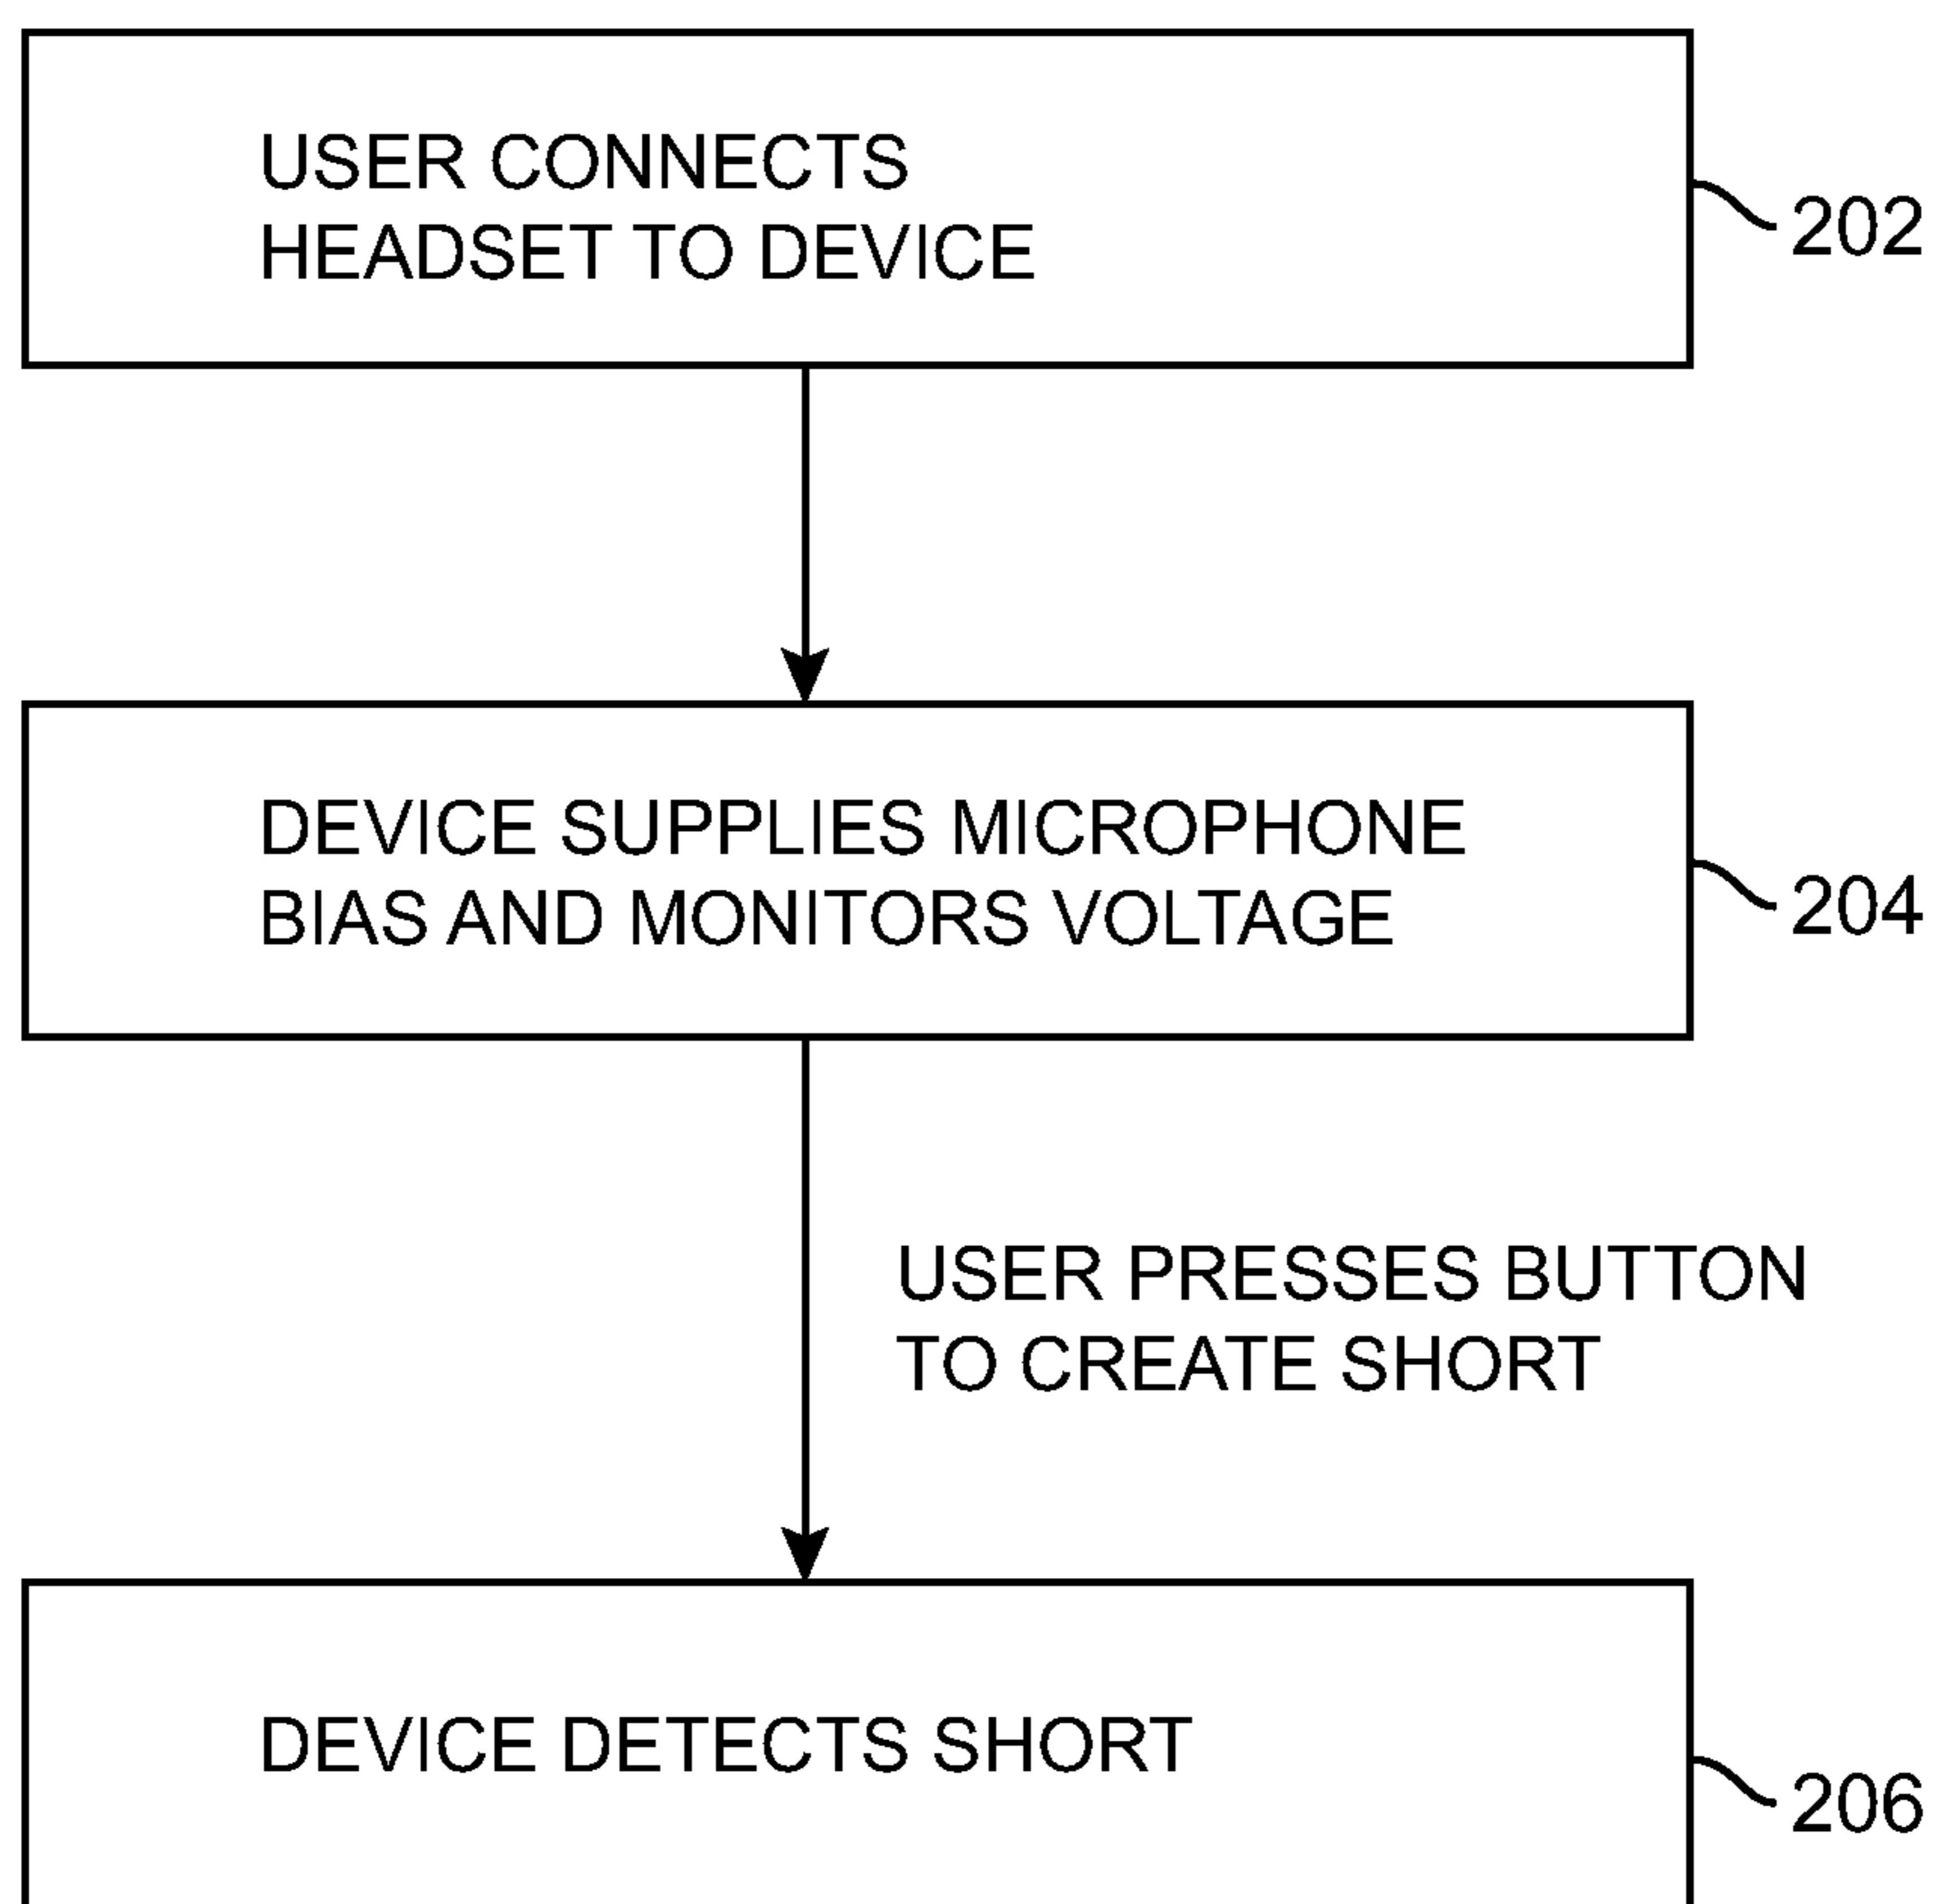 USER CONNECTS
HEADSET TO DEVICE
202
DEVICE SUPPLIES MICROPHONE
BIAS AND MONITORS VOLTAGE
204
USER PRESSES BUTTON
TO CREATE SHORT
DEVICE DETECTS SHORT
206